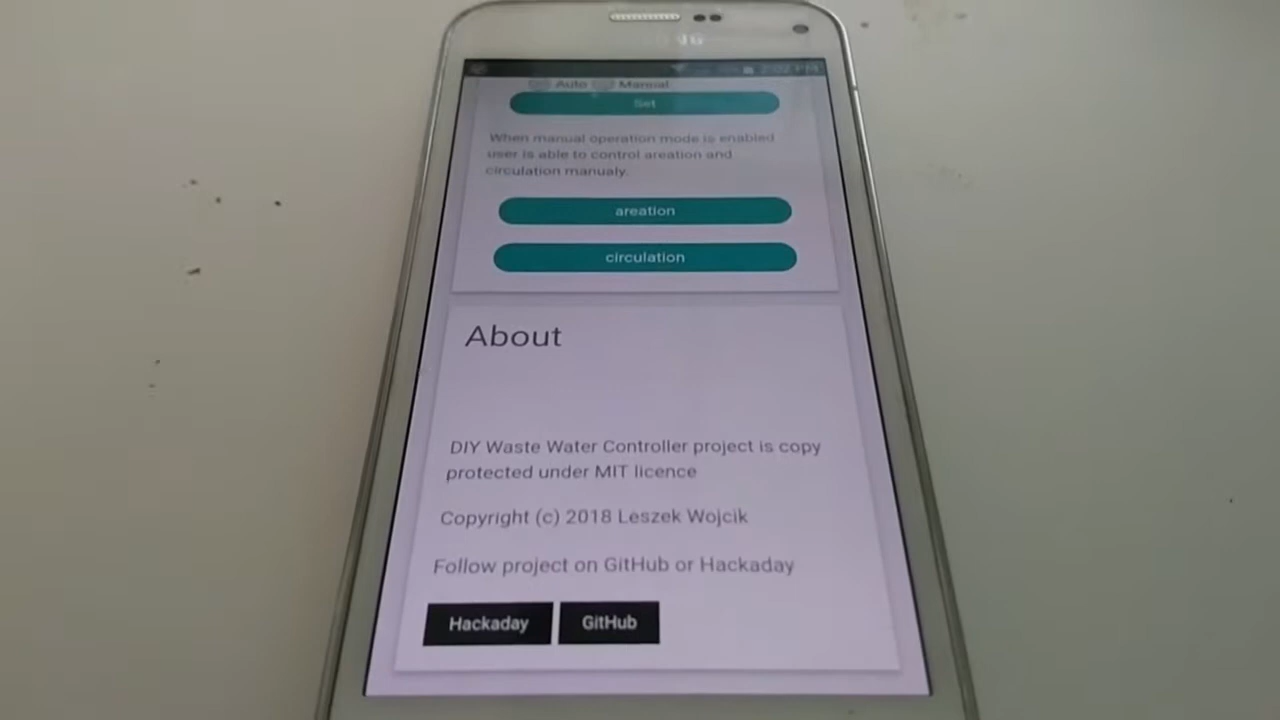 Auto Manual
Set
When manual operation mode is enabled
user is able to control areation and
circulation manualy.
areation
circulation
About
DIY Waste Water Controller project is copy
protected under MIT licence
Copyright (c) 2018 Leszek Wojcik
Follow project on GitHub or Hackaday
Hackaday GitHub